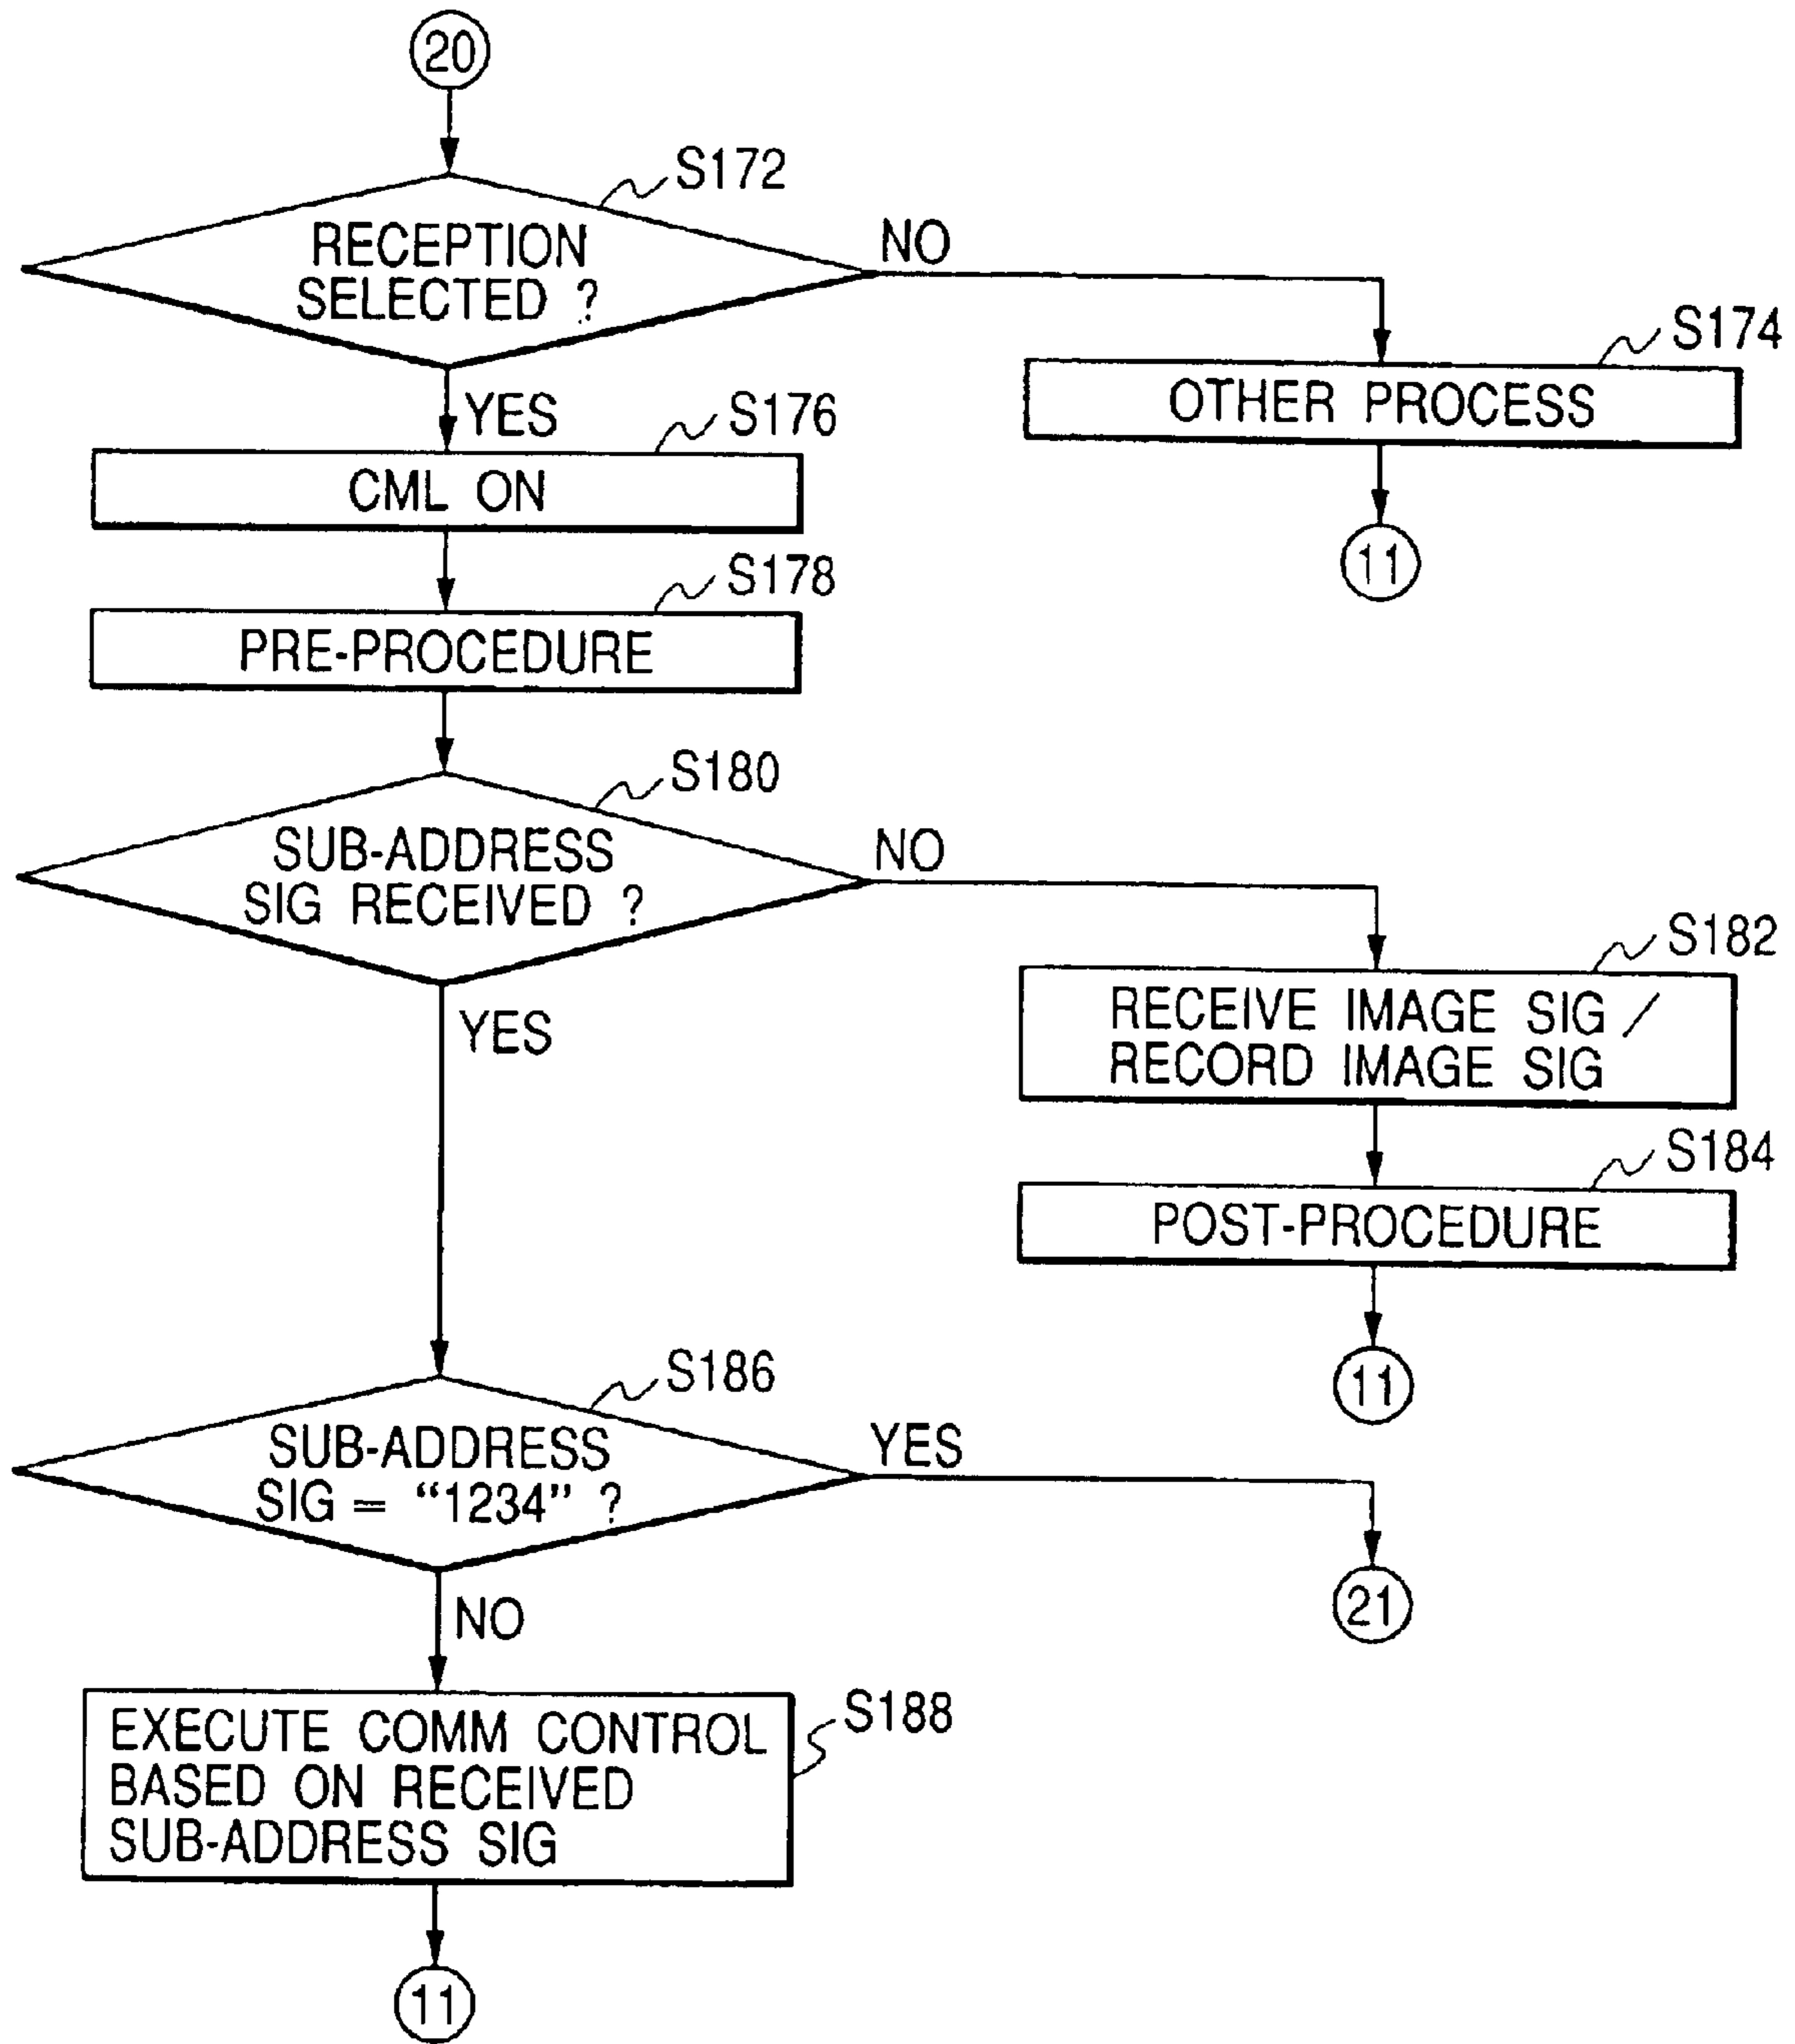 20
S172
RECEPTION
SELECTED ?
NO
S174
OTHER PROCESS
11
YES
S176
CML ON
S178
PRE-PROCEDURE
S180
SUB-ADDRESS
SIG RECEIVED ?
NO
S182
RECEIVE IMAGE SIG /
RECORD IMAGE SIG
S184
POST-PROCEDURE
11
YES
S186
SUB-ADDRESS
SIG = “1234” ?
YES
21
NO
S188
EXECUTE COMM CONTROL
BASED ON RECEIVED
SUB-ADDRESS SIG
11